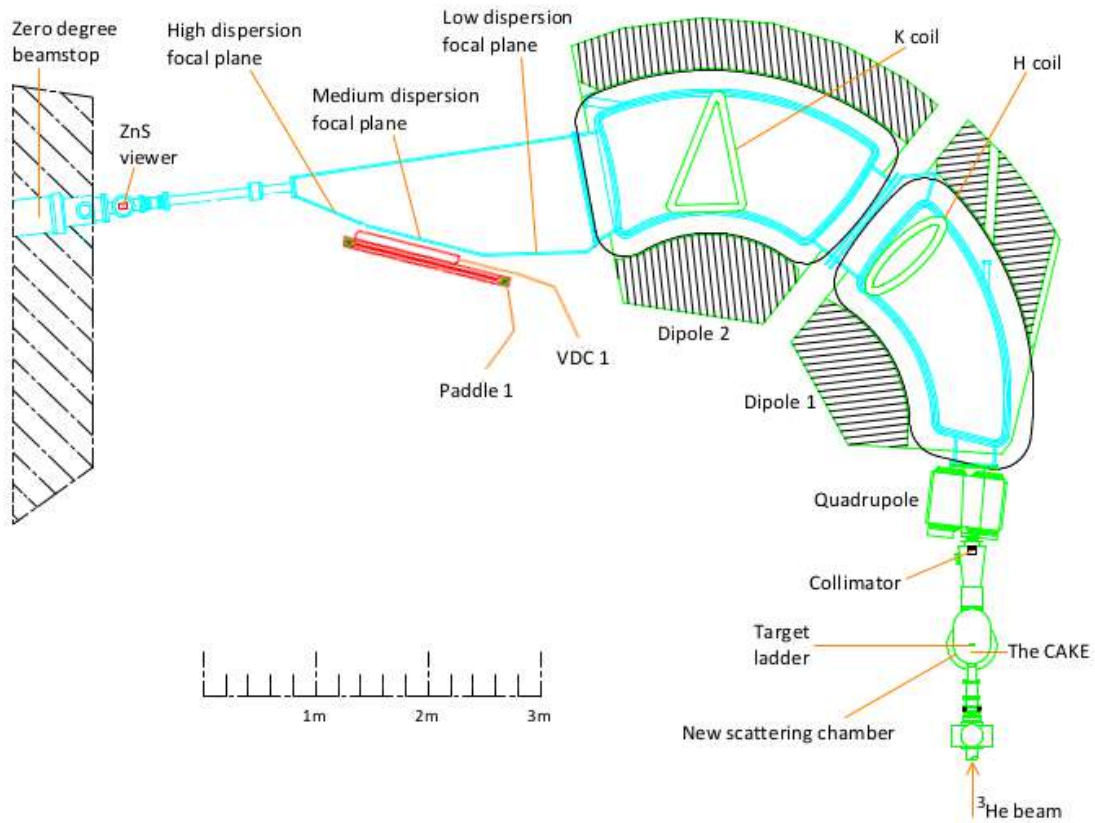 Zero degree
beamstop
High dispersion
focal plane
Low dispersion
focal plane
K coil
H coil
Medium dispersion
focal plane
ZnS
viewer
Dipole 2
VDC 1
Paddle 1
Dipole 1
Quadrupole
Collimator
Target
ladder
The CAKE
1m
2m
3m
New scattering chamber
³He beam